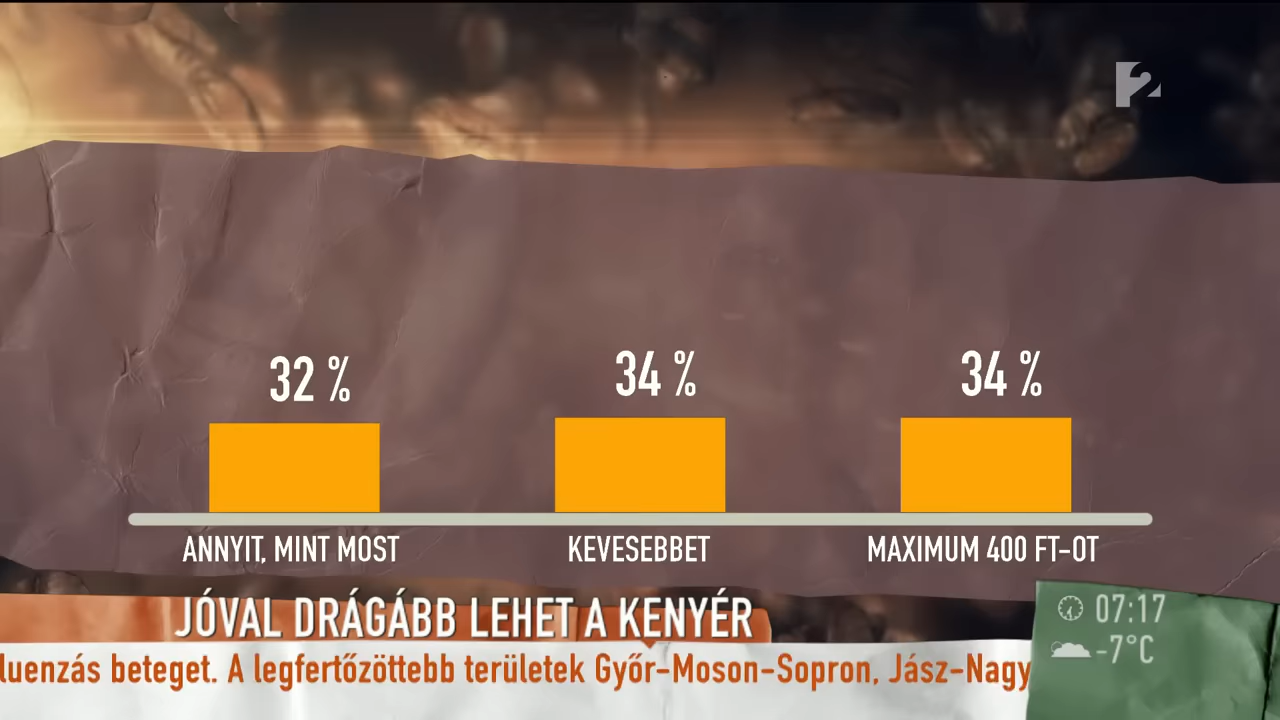 2
32 % 34 % 34 %
ANNYIT, MINT MOST KEVESEBBET MAXIMUM 400 FT-OT
JÓVAL DRÁGÁBB LEHET A KENYÉR
07:17
-7°C
luenzás beteget. A legfertőzöttebb területek Győr-Moson-Sopron, Jász-Nagy